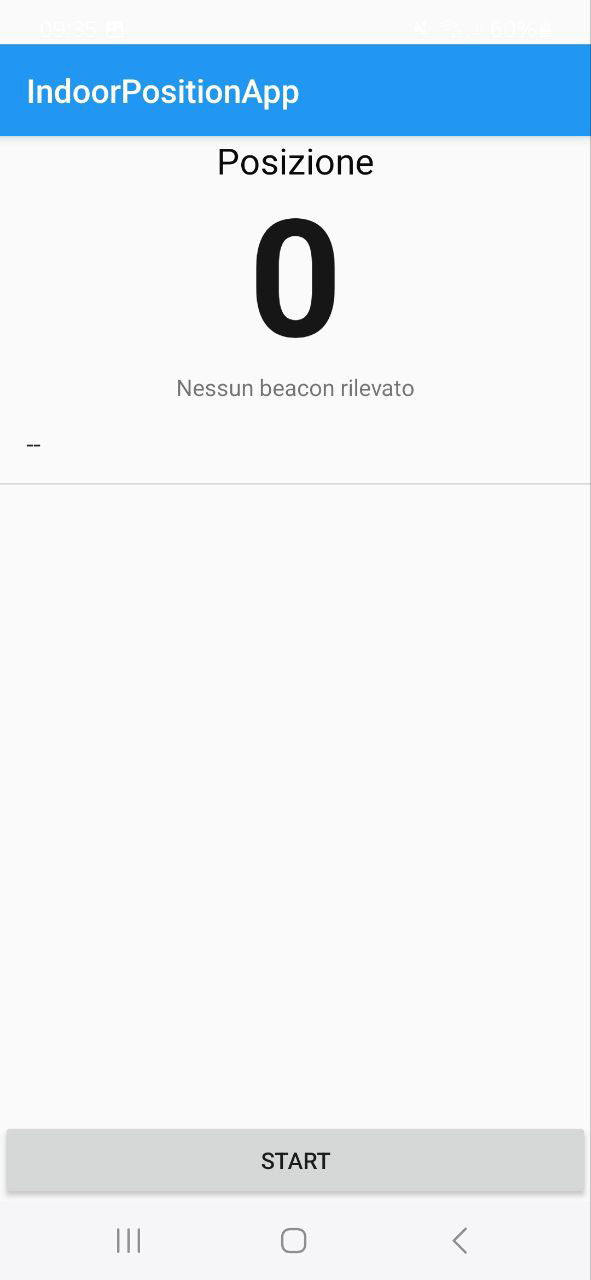 IndoorPositionApp
Posizione
0
Nessun beacon rilevato
--
START